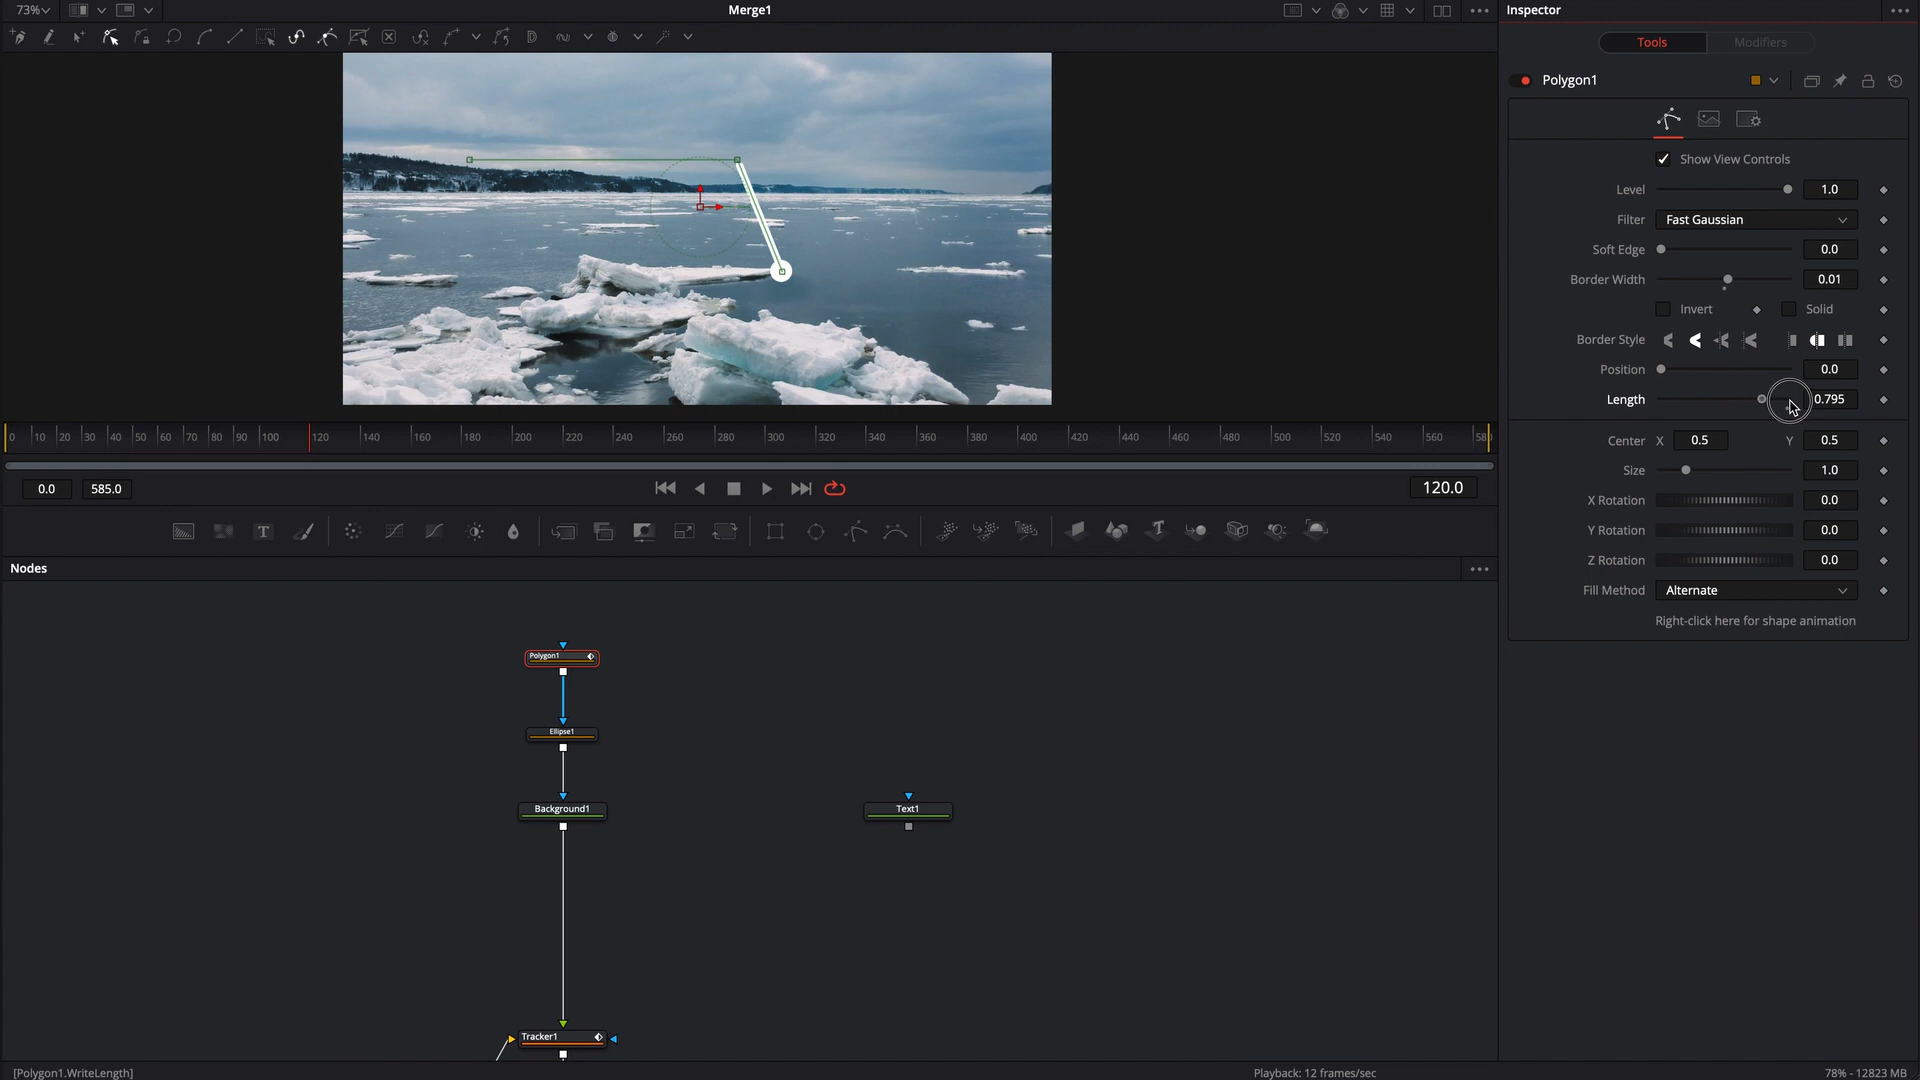 73%
Merge1
Inspector
Tools
Modifiers
Polygon1
Show View Controls
Level 1.0
Filter Fast Gaussian
Soft Edge 0.0
Border Width 0.01
Invert Solid
Border Style
Position 0.0
Length 0.795
Center X 0.5 Y 0.5
Size 1.0
X Rotation 0.0
Y Rotation 0.0
Z Rotation 0.0
Fill Method Alternate
Right-click here for shape animation
0 10 20 30 40 50 60 70 80 90 100 120 140 160 180 200 220 240 260 280 300 320 340 360 380 400 420 440 460 480 500 520 540 560 58
0.0 585.0 120.0
T
Nodes
Polygon1
Ellipse1
Background1
Text1
Tracker1
[Polygon1.WriteLength]
Playback: 12 frames/sec
78% - 12823 MB